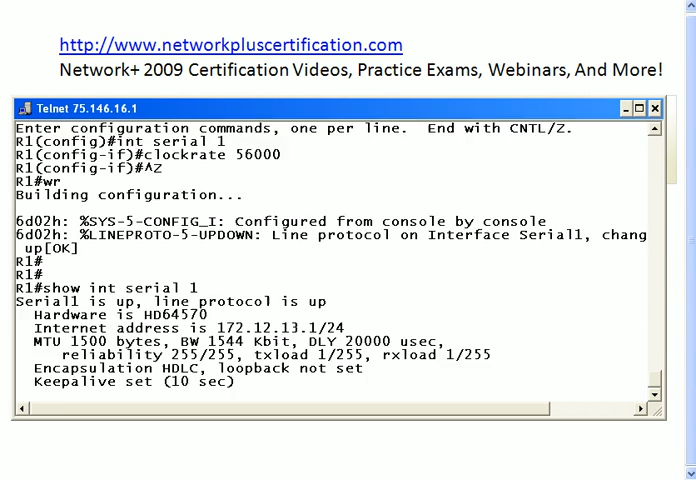 http://www.networkpluscertification.com
Network+ 2009 Certification Videos, Practice Exams, Webinars, And More!
Telnet 75.146.16.1
Enter configuration commands, one per line.  End with CNTL/Z.
R1(config)#int serial 1
R1(config-if)#clockrate 56000
R1(config-if)#^Z
R1#wr
Building configuration...
6d02h: %SYS-5-CONFIG_I: Configured from console by console
6d02h: %LINEPROTO-5-UPDOWN: Line protocol on Interface Serial1, chang
 up[OK]
R1#
R1#
R1#show int serial 1
Serial1 is up, line protocol is up
  Hardware is HD64570
  Internet address is 172.12.13.1/24
  MTU 1500 bytes, BW 1544 Kbit, DLY 20000 usec,
     reliability 255/255, txload 1/255, rxload 1/255
  Encapsulation HDLC, loopback not set
  Keepalive set (10 sec)